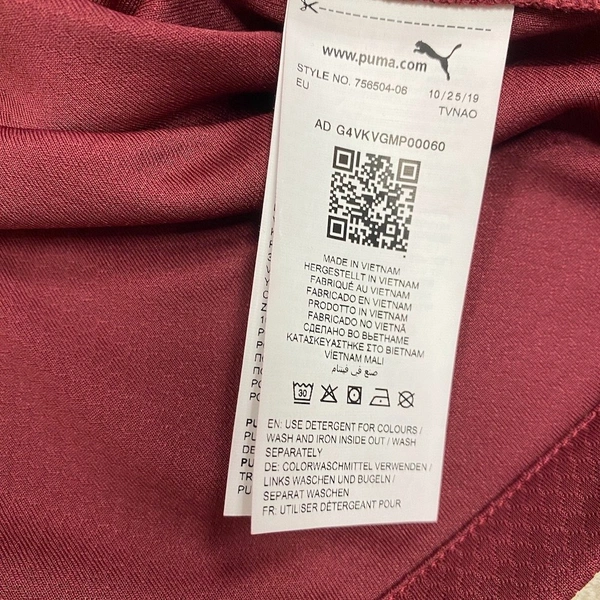 www.puma.com
STYLE NO. 756504-06 10/25/19
EU TVNAO
AD G4VKVGMP00060
MADE IN VIETNAM
HERGESTELLT IN VIETNAM
FABRIQUÉ AU VIETNAM
FABRICADO EN VIETNAM
PRODOTTO IN VIETNAM
FABRICADO NO VIETNÃ
СДЕЛАНО ВО ВЬЕТНАМЕ
ΚΑΤΑΣΚΕΥΑΣΤΗΚΕ ΣΤΟ ΒΙΕΤΝΑΜ
VİETNAM MALI
صنع في فيتنام
30
EN: USE DETERGENT FOR COLOURS /
WASH AND IRON INSIDE OUT / WASH
SEPARATELY
DE: COLORWASCHMITTEL VERWENDEN /
LINKS WASCHEN UND BUGELN /
SEPARAT WASCHEN
FR: UTILISER DÉTERGENT POUR